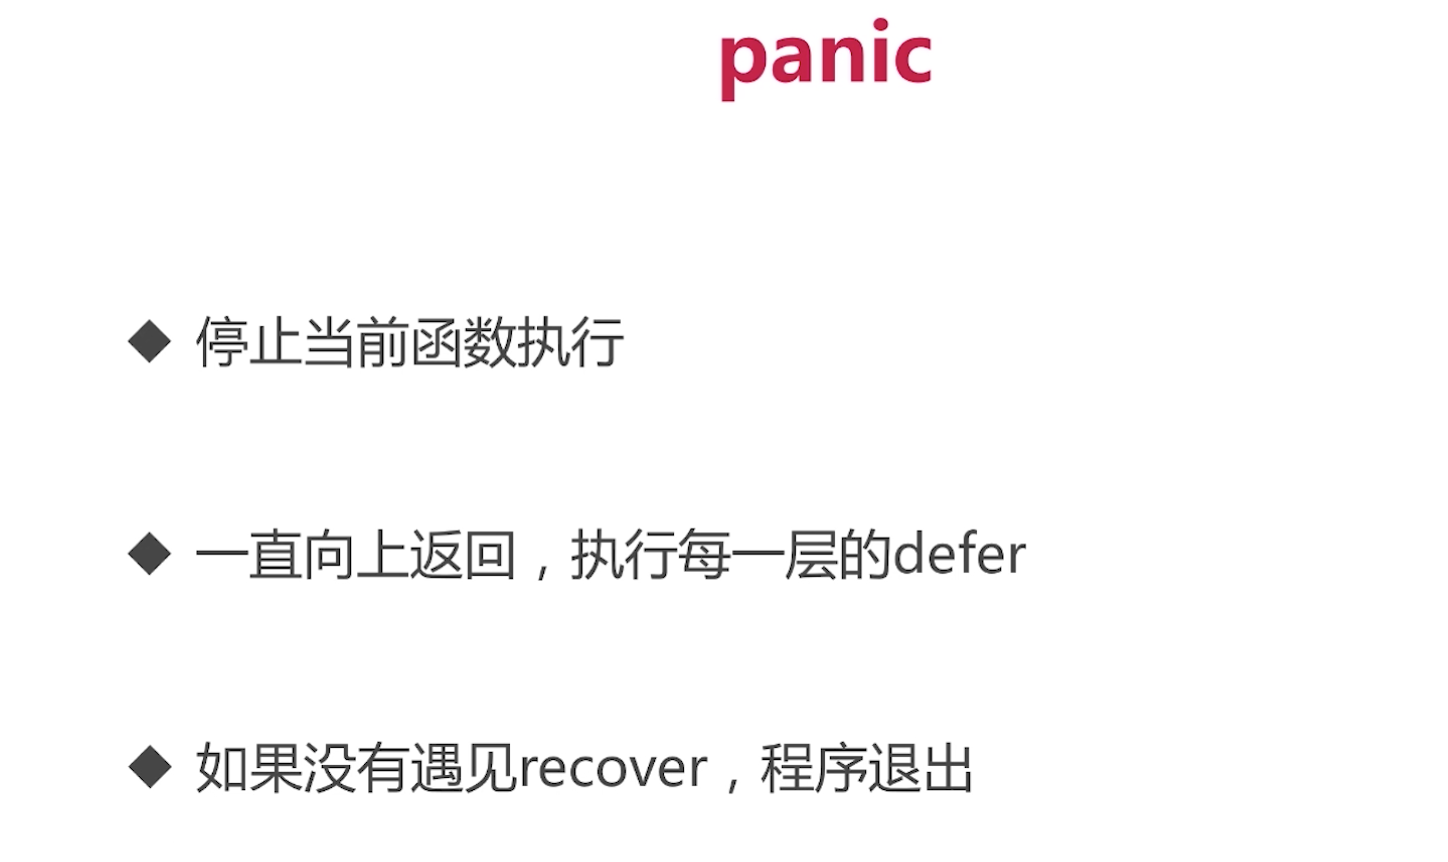 panic
停止当前函数执行
一直向上返回，执行每一层的defer
如果没有遇见recover，程序退出